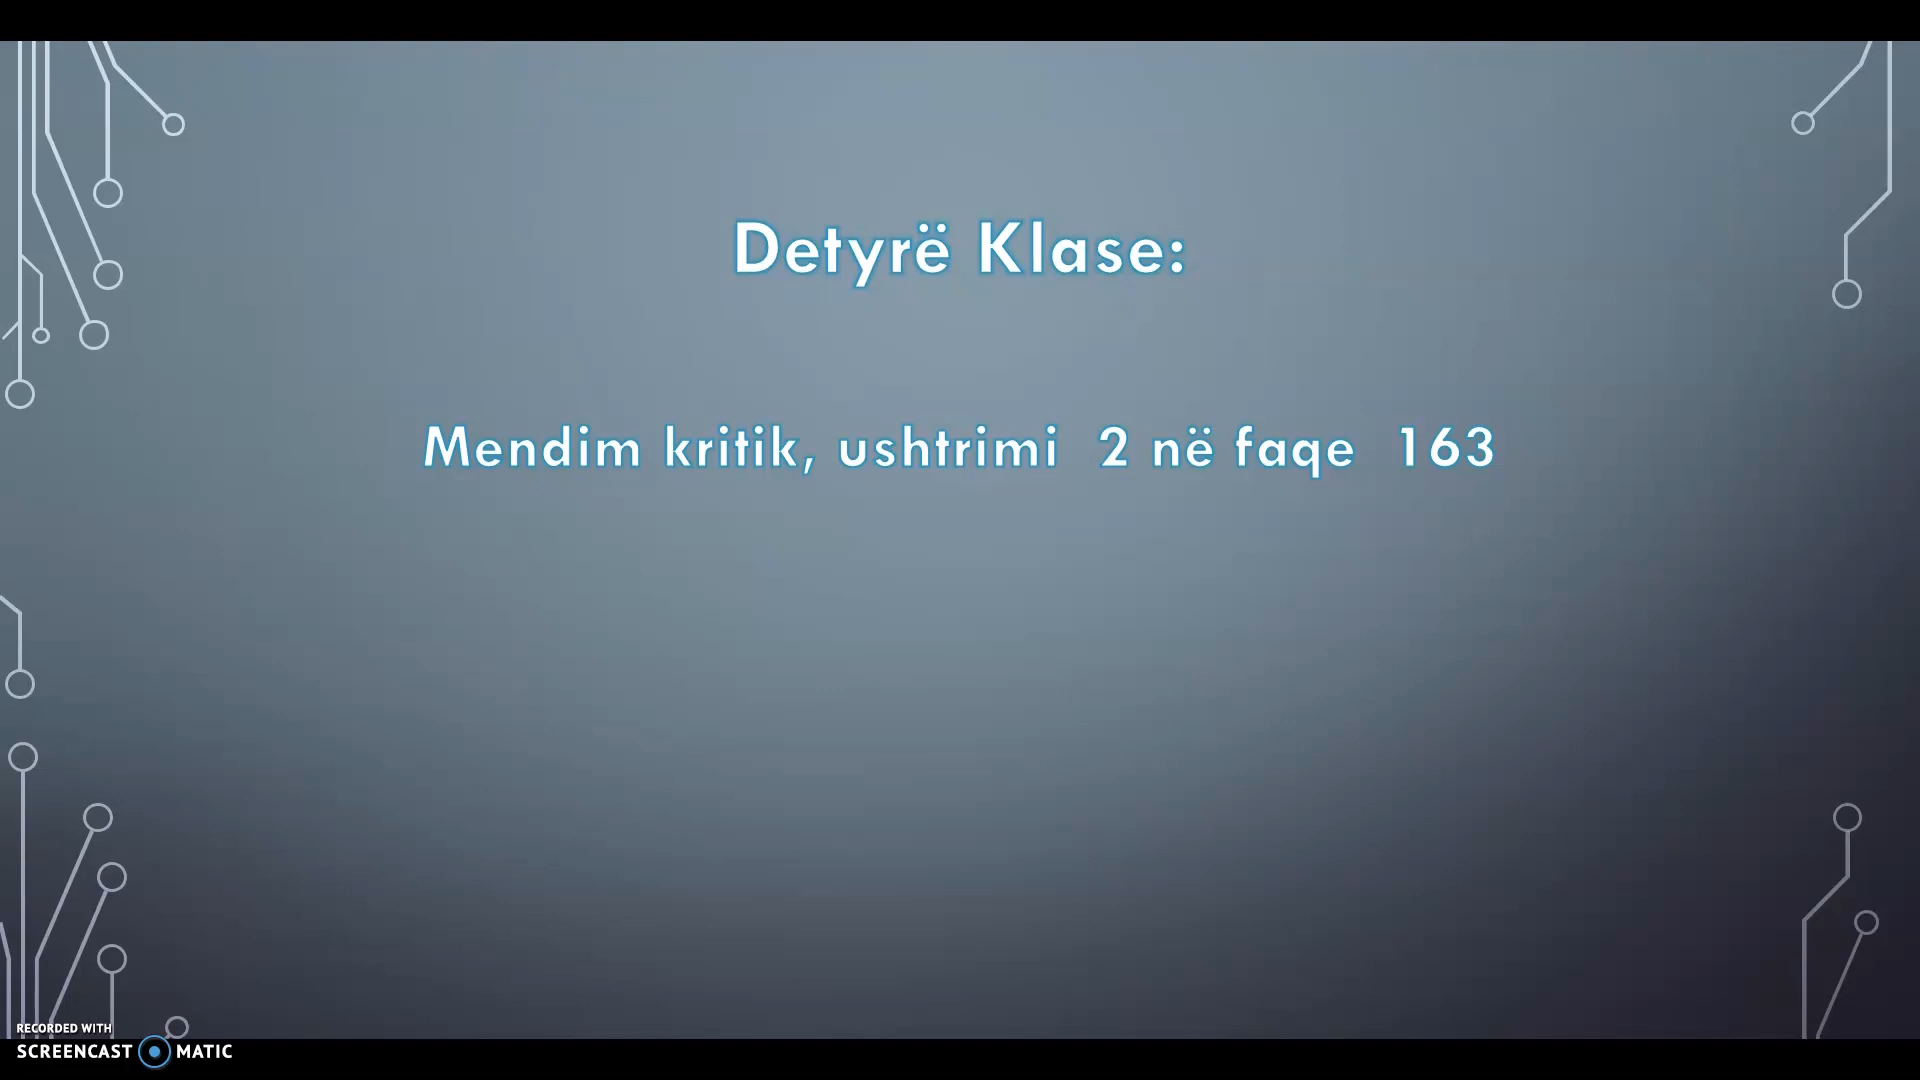 Detyrë Klase:
Mendim kritik, ushtrimi 2 në faqe 163
RECORDED WITH
SCREENCAST MATIC